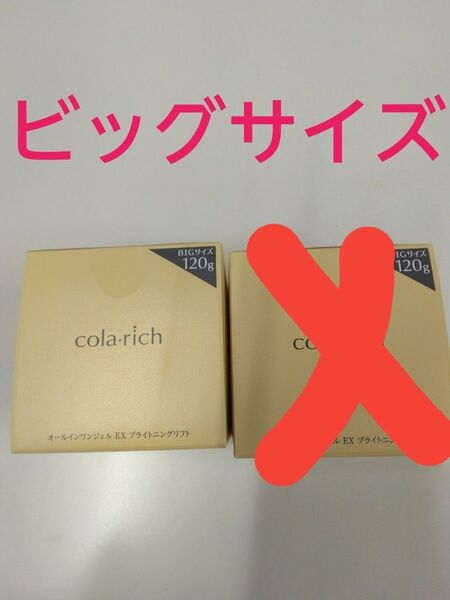 ビッグサイズ
BIGサイズ
120g
cola·rich
オールインワンジェル EX ブライトニングリフト
IGサイズ
120g
CO
ル EX ブライトニン